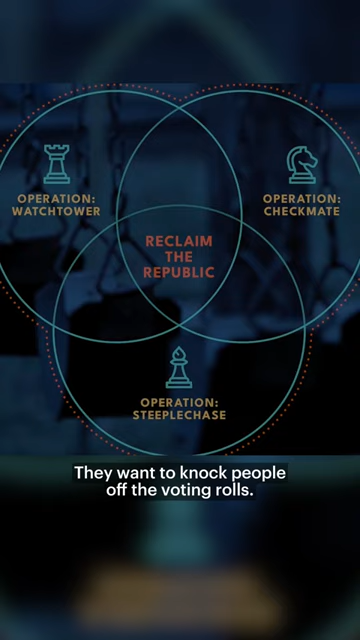 OPERATION:
WATCHTOWER
OPERATION:
CHECKMATE
RECLAIM
THE
REPUBLIC
OPERATION:
STEEPLECHASE
They want to knock people
off the voting rolls.